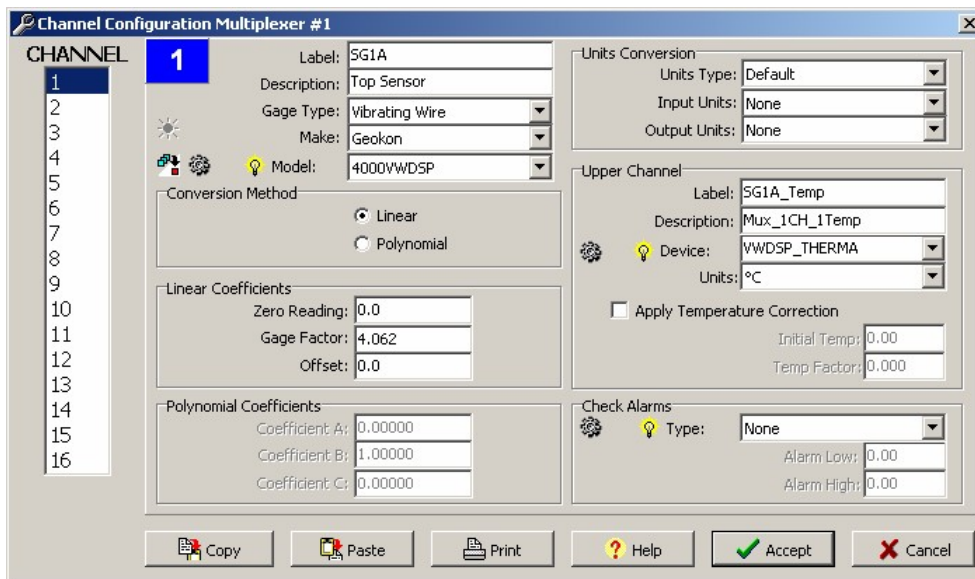 Channel Configuration Multiplexer #1
CHANNEL
1
2
3
4
5
6
7
8
9
10
11
12
13
14
15
16
1
Label: SG1A
Description: Top Sensor
Gage Type: Vibrating Wire
Make: Geokon
Model: 4000VWDSP
Conversion Method
Linear
Polynomial
Linear Coefficients
Zero Reading: 0.0
Gage Factor: 4.062
Offset: 0.0
Polynomial Coefficients
Coefficient A: 0.00000
Coefficient B: 1.00000
Coefficient C: 0.00000
Units Conversion
Units Type: Default
Input Units: None
Output Units: None
Upper Channel
Label: SG1A_Temp
Description: Mux_1CH_1Temp
Device: VWDSP_THERMA
Units: °C
Apply Temperature Correction
Initial Temp: 0.00
Temp Factor: 0.000
Check Alarms
Type: None
Alarm Low: 0.00
Alarm High: 0.00
Copy
Paste
Print
Help
Accept
Cancel